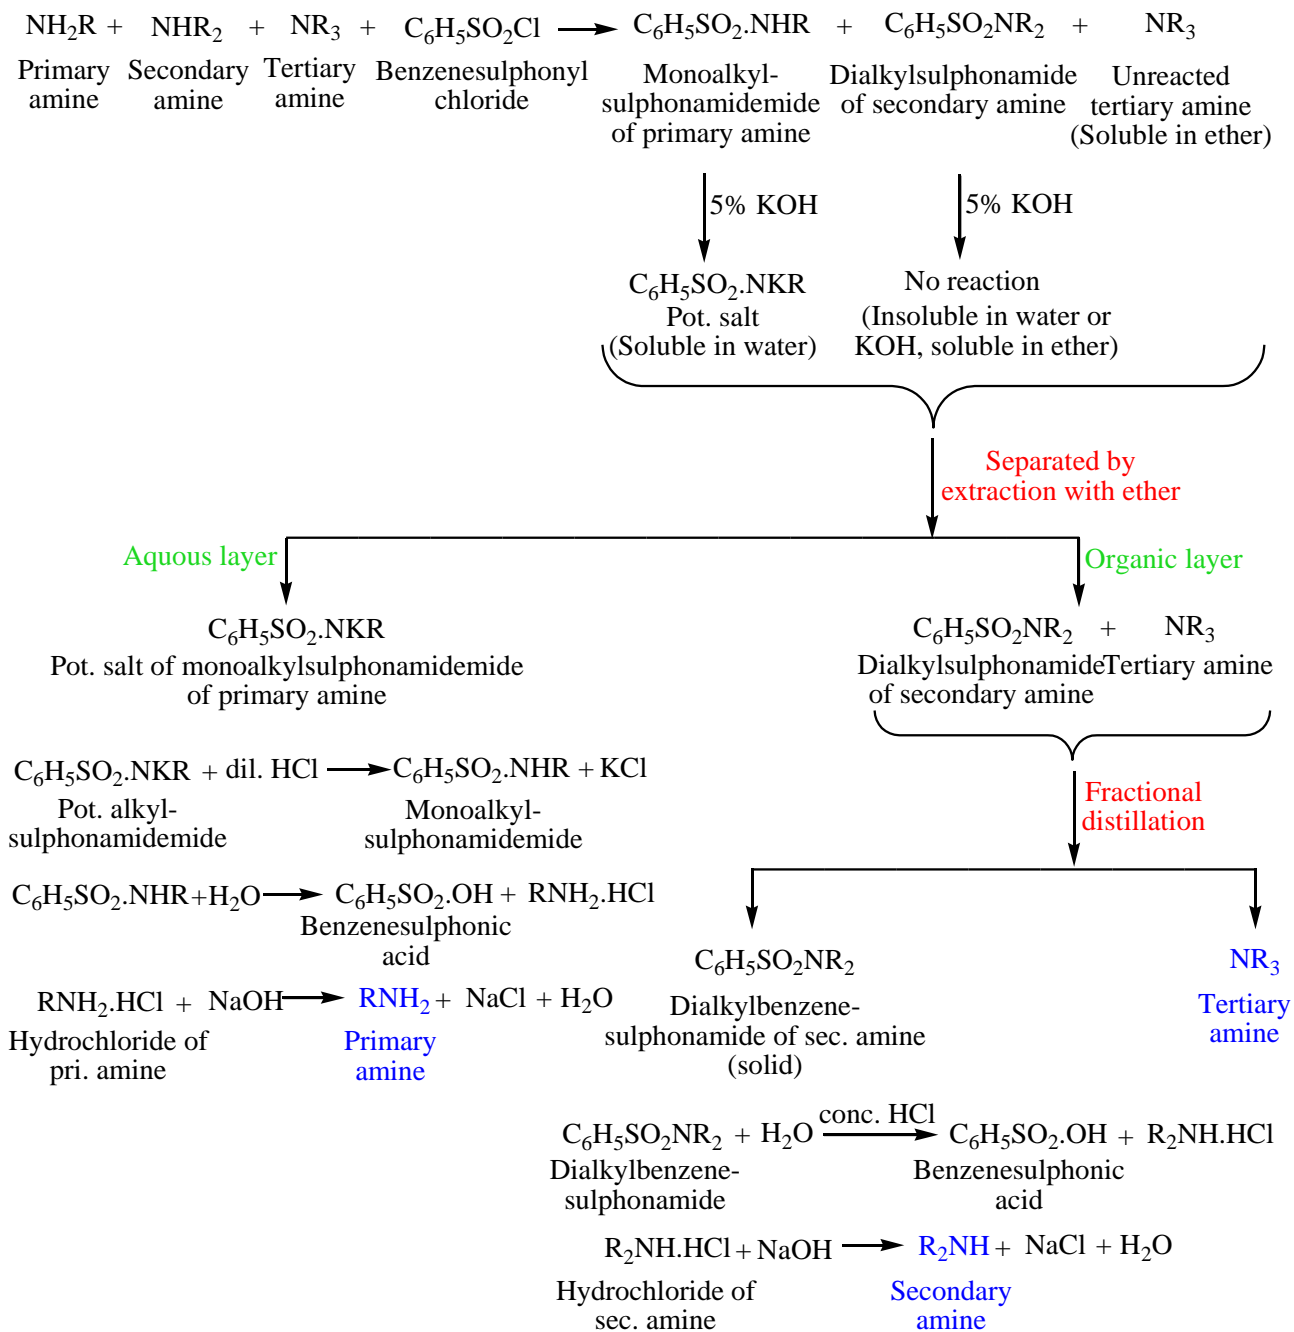 NH₂R + NHR₂ + NR₃ + C₆H₅SO₂Cl C₆H₅SO₂.NHR + C₆H₅SO₂NR₂ + NR₃
Primary amine
Secondary amine
Tertiary amine
Benzenesulphonyl chloride
Monoalkyl-
sulphonamidemide
of primary amine
Dialkylsulphonamide
of secondary amine
Unreacted
tertiary amine
(Soluble in ether)
5% KOH
5% KOH
C₆H₅SO₂.NKR
Pot. salt
(Soluble in water)
No reaction
(Insoluble in water or
KOH, soluble in ether)
Separated by
extraction with ether
Aquous layer
Organic layer
C₆H₅SO₂.NKR
Pot. salt of monoalkylsulphonamidemide
of primary amine
C₆H₅SO₂NR₂ + NR₃
Dialkylsulphonamide
of secondary amine
Tertiary amine
C₆H₅SO₂.NKR + dil. HCl C₆H₅SO₂.NHR + KCl
Pot. alkyl-
sulphonamidemide
Monoalkyl-
sulphonamidemide
Fractional
distillation
C₆H₅SO₂.NHR+H₂O C₆H₅SO₂.OH + RNH₂.HCl
Benzenesulphonic
acid
RNH₂.HCl + NaOH RNH₂ + NaCl + H₂O
Hydrochloride of
pri. amine
Primary
amine
C₆H₅SO₂NR₂
Dialkylbenzene-
sulphonamide of sec. amine
(solid)
NR₃
Tertiary
amine
C₆H₅SO₂NR₂ + H₂O conc. HCl C₆H₅SO₂.OH + R₂NH.HCl
Dialkylbenzene-
sulphonamide
Benzenesulphonic
acid
R₂NH.HCl + NaOH R₂NH + NaCl + H₂O
Hydrochloride of
sec. amine
Secondary
amine